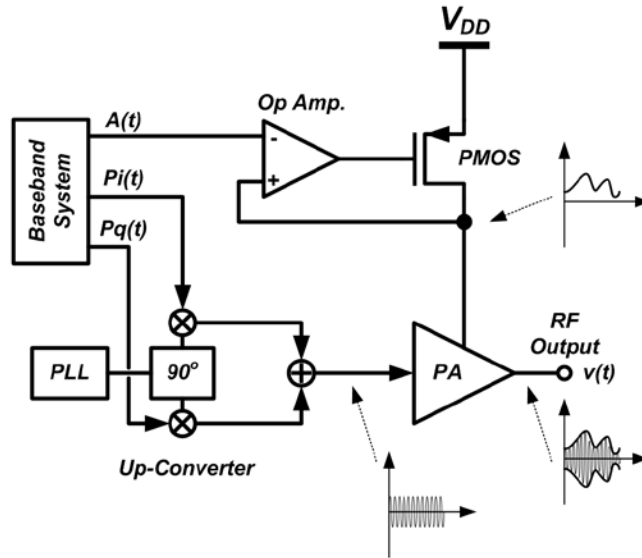 VDD
Op Amp.
A(t)
-
+
PMOS
Baseband
System
Pi(t)
Pq(t)
PLL
90°
PA
RF
Output
v(t)
Up-Converter